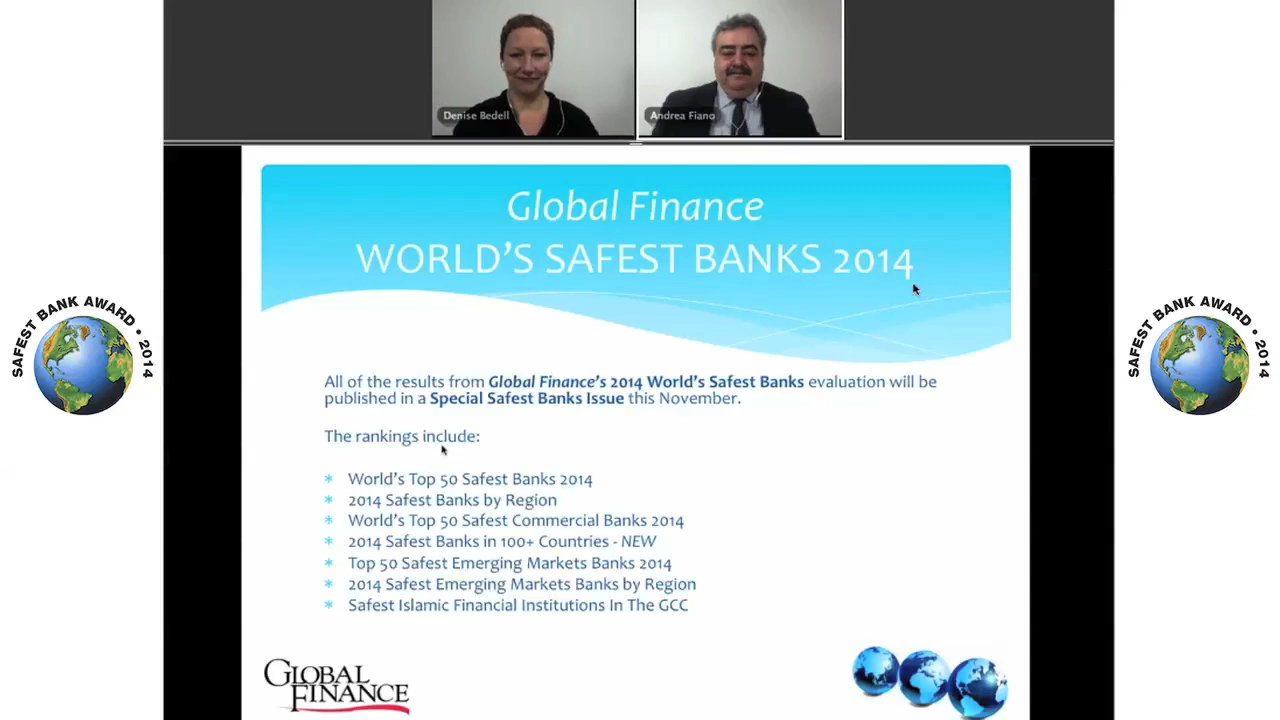 Denise Bedell
Andrea Fiano
Global Finance
WORLD'S SAFEST BANKS 2014
SAFEST BANK AWARD • 2014
SAFEST BANK AWARD • 2014
All of the results from Global Finance's 2014 World's Safest Banks evaluation will be
published in a Special Safest Banks Issue this November.
The rankings include:
* World's Top 50 Safest Banks 2014
* 2014 Safest Banks by Region
* World's Top 50 Safest Commercial Banks 2014
* 2014 Safest Banks in 100+ Countries - NEW
* Top 50 Safest Emerging Markets Banks 2014
* 2014 Safest Emerging Markets Banks by Region
* Safest Islamic Financial Institutions In The GCC
GLOBAL
FINANCE